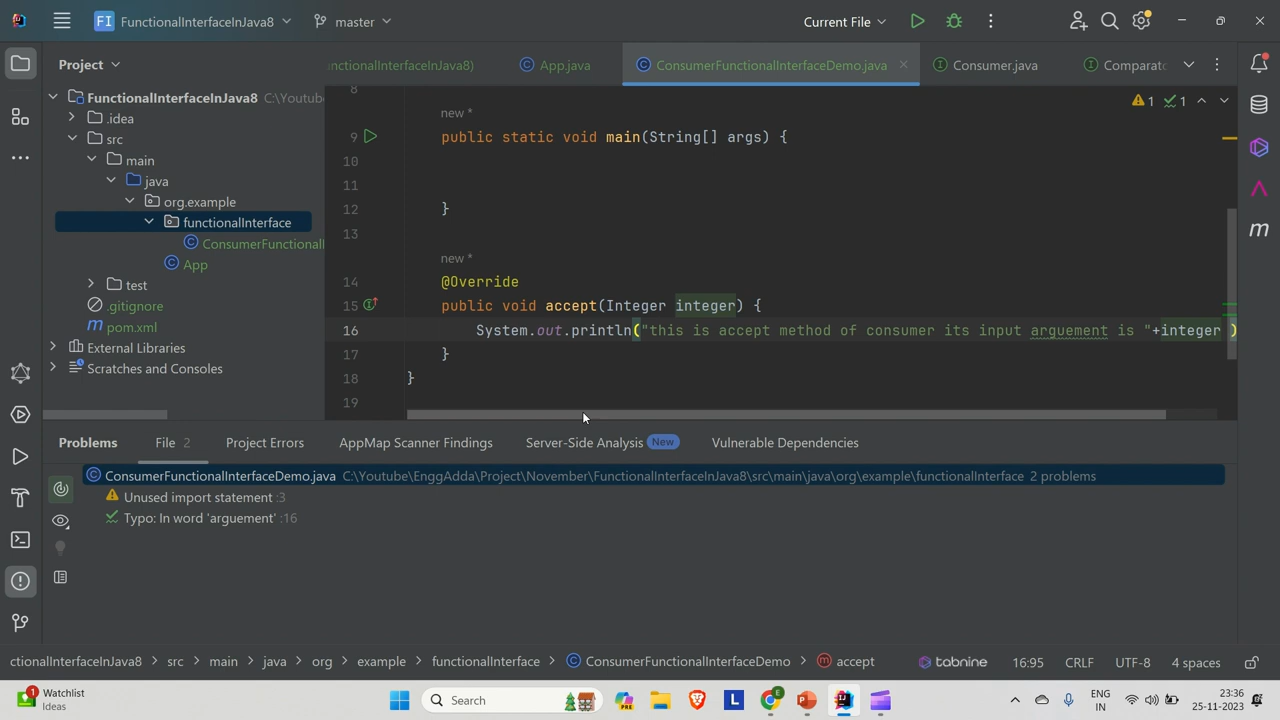 FI FunctionalInterfaceInJava8 master Current File
Project
nctionalInterfaceInJava8) App.java ConsumerFunctionalInterfaceDemo.java Consumer.java Comparato
FunctionalInterfaceInJava8 C:\Youtube
.idea
src
main
java
org.example
functionalInterface
ConsumerFunctionalI
App
test
.gitignore
pom.xml
External Libraries
Scratches and Consoles
1 1
8
new *
9 public static void main(String[] args) {
10
11
12 }
13
new *
14 @Override
15 public void accept(Integer integer) {
16 System.out.println("this is accept method of consumer its input arguement is "+integer )
17 }
18 }
19
m
Problems File 2 Project Errors AppMap Scanner Findings Server-Side Analysis New Vulnerable Dependencies
ConsumerFunctionalInterfaceDemo.java C:\Youtube\EnggAdda\Project\November\FunctionalInterfaceInJava8\src\main\java\org\example\functionalInterface 2 problems
Unused import statement :3
Typo: In word 'arguement' :16
ctionalInterfaceInJava8 > src > main > java > org > example > functionalInterface > ConsumerFunctionalInterfaceDemo > accept tabnine 16:95 CRLF UTF-8 4 spaces
1 Watchlist
Ideas
Search
PRE
L
E
ENG
IN
23:36
25-11-2023